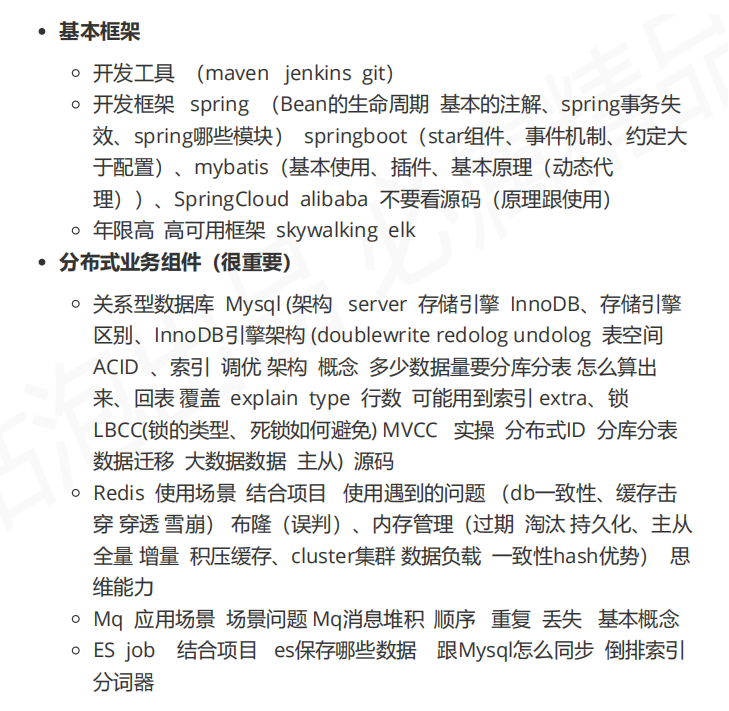 基本框架
开发工具 （maven jenkins git）
开发框架 spring （Bean的生命周期 基本的注解、spring事务失
效、spring哪些模块） springboot（star组件、事件机制、约定大
于配置）、mybatis（基本使用、插件、基本原理（动态代
理））、SpringCloud alibaba 不要看源码（原理跟使用）
年限高 高可用框架 skywalking elk
分布式业务组件（很重要）
关系型数据库 Mysql (架构 server 存储引擎 InnoDB、存储引擎
区别、InnoDB引擎架构 (doublewrite redolog undolog 表空间
ACID 、索引 调优 架构 概念 多少数据量要分库分表 怎么算出
来、回表 覆盖 explain type 行数 可能用到索引 extra、锁
LBCC(锁的类型、死锁如何避免) MVCC 实操 分布式ID 分库分表
数据迁移 大数据数据 主从) 源码
Redis 使用场景 结合项目 使用遇到的问题 （db一致性、缓存击
穿 穿透 雪崩） 布隆（误判）、内存管理（过期 淘汰 持久化、主从
全量 增量 积压缓存、cluster集群 数据负载 一致性hash优势） 思
维能力
Mq 应用场景 场景问题 Mq消息堆积 顺序 重复 丢失 基本概念
ES job 结合项目 es保存哪些数据 跟Mysql怎么同步 倒排索引
分词器